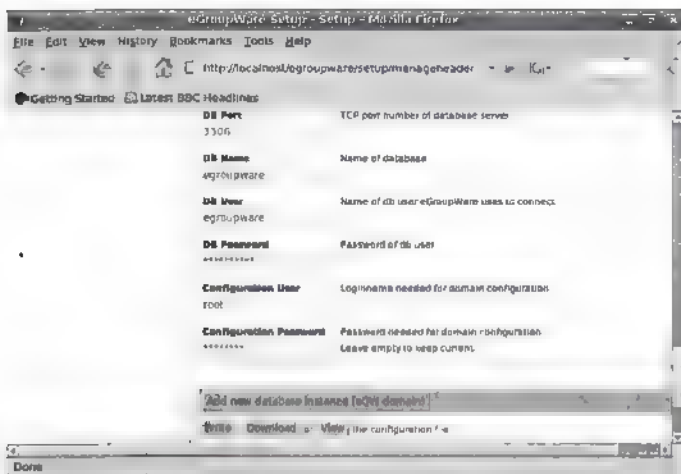 eGroupWare Setup - Setup - Mozilla Firefox
File Edit View History Bookmarks Tools Help
http://localhost/egroupware/setup/manageheader
Getting Started Latest BBC Headlines
DB Port TCP port number of database server
3306
DB Name Name of database
egroupware
DB User Name of db user eGroupWare uses to connect
egroupware
DB Password Password of db user
*********
Configuration User Loginname needed for domain configuration
root
Configuration Password Password needed for domain configuration
******** Leave empty to keep current.
Add new database instance (eGW domain)
Write Download or View the configuration
Done